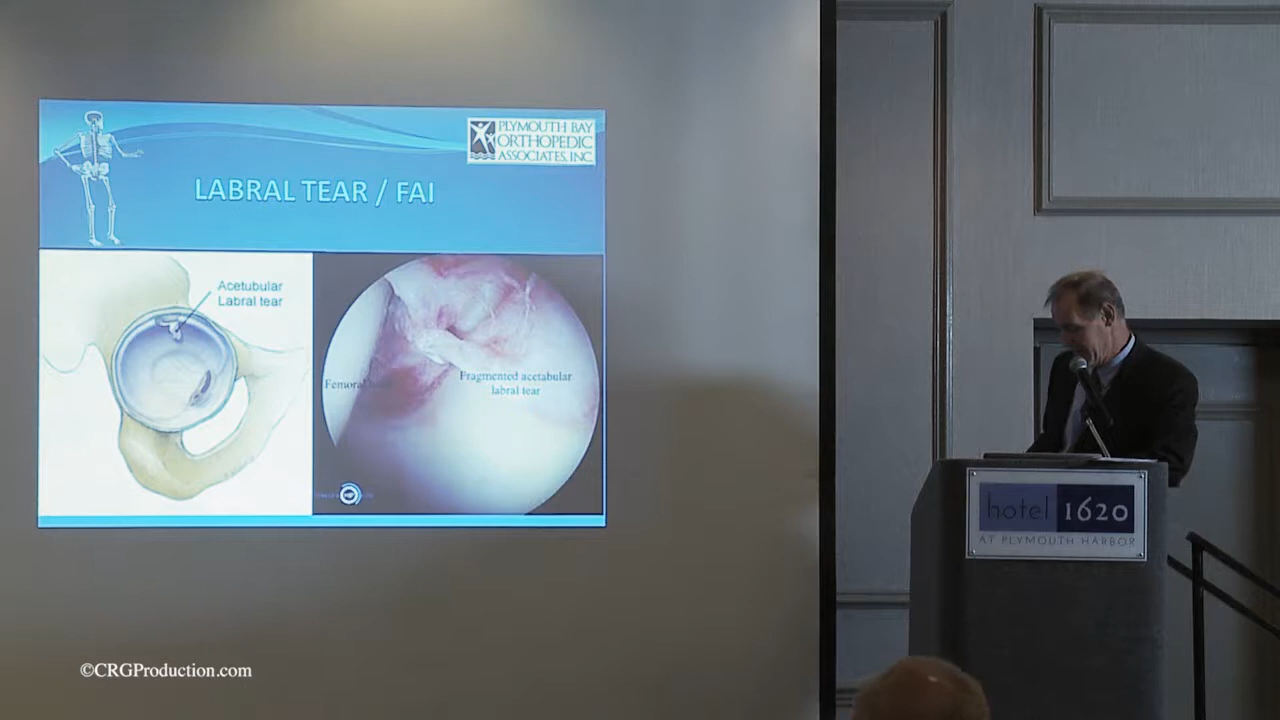 PLYMOUTH BAY
ORTHOPEDIC
ASSOCIATES, INC
LABRAL TEAR / FAI
Acetubular
Labral tear
Fragmented acetabular
labral tear
hotel 1620
AT PLYMOUTH HARBOR
©CRGProduction.com